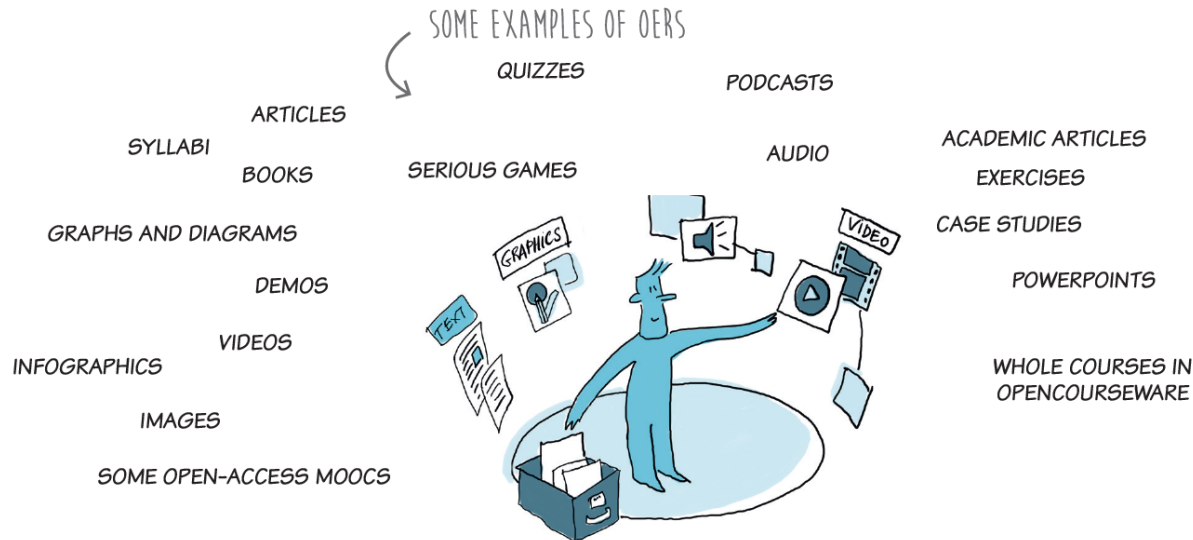 SOME EXAMPLES OF OERS
QUIZZES
PODCASTS
ARTICLES
SYLLABI
BOOKS
SERIOUS GAMES
AUDIO
ACADEMIC ARTICLES
EXERCISES
GRAPHS AND DIAGRAMS
GRAPHICS
VIDEO
CASE STUDIES
DEMOS
TEXT
POWERPOINTS
VIDEOS
INFOGRAPHICS
WHOLE COURSES IN
OPENCOURSEWARE
IMAGES
SOME OPEN-ACCESS MOOCS